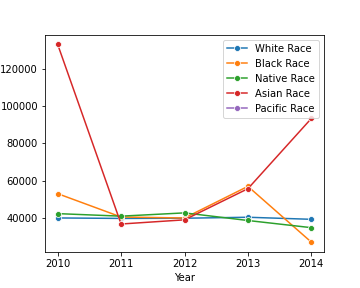 White Race
Black Race
Native Race
Asian Race
Pacific Race
120000
100000
80000
60000
40000
2010
2011
2012
2013
2014
Year